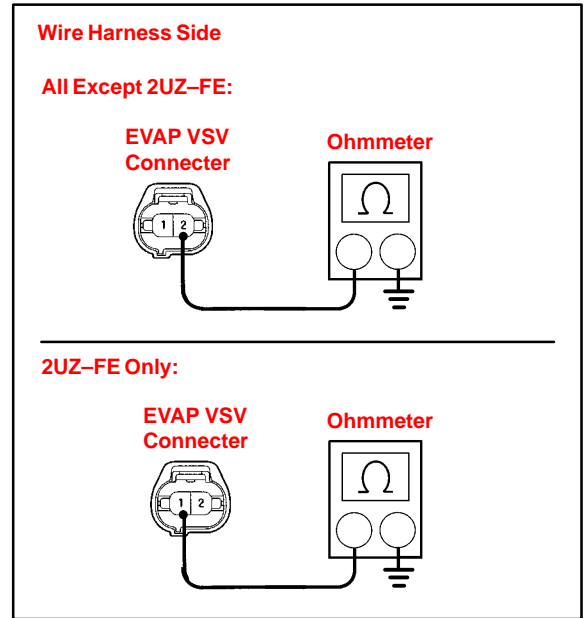 Wire Harness Side
All Except 2UZ–FE:
EVAP VSV
Connecter
Ohmmeter
1 2
Ω
2UZ–FE Only:
EVAP VSV
Connecter
Ohmmeter
1 2
Ω